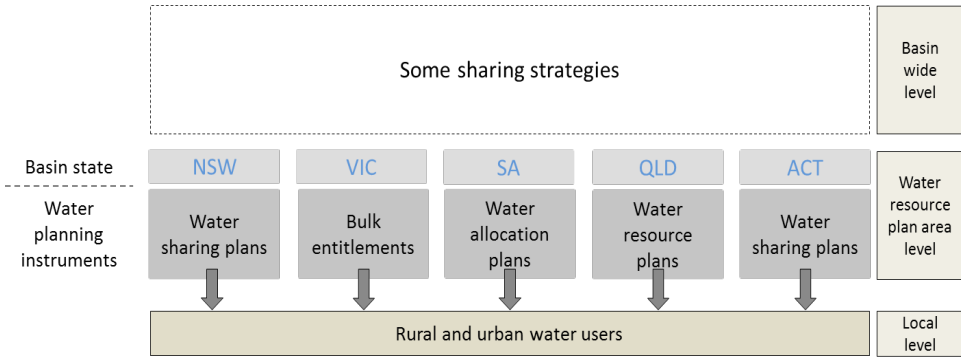 Some sharing strategies
Basin
wide
level
Basin state
NSW
VIC
SA
QLD
ACT
Water
planning
instruments
Water
sharing plans
Bulk
entitlements
Water
allocation
plans
Water
resource
plans
Water
sharing plans
Water
resource
plan area
level
Rural and urban water users
Local
level